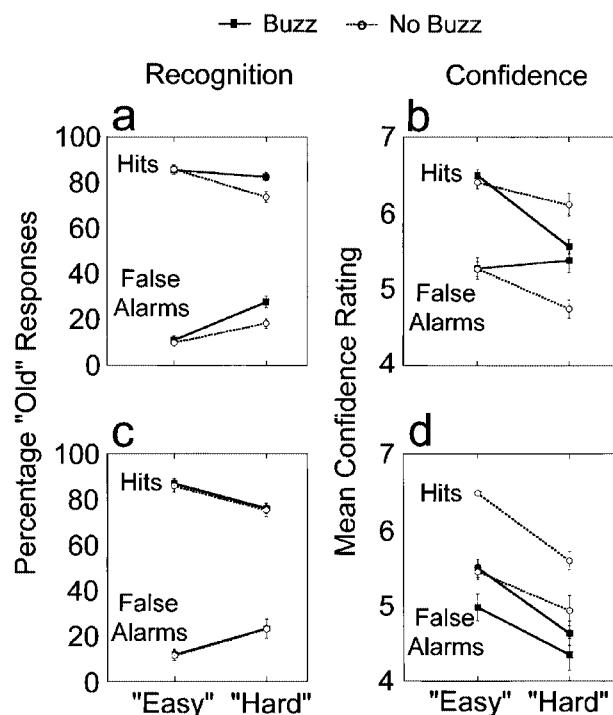 Buzz No Buzz
Recognition Confidence
a
100
80
60
40
20
0
Hits
False
Alarms
b
7
6
5
4
Hits
False
Alarms
c
100
80
60
40
20
0
Hits
False
Alarms
"Easy" "Hard"
d
7
6
5
4
Hits
False
Alarms
"Easy" "Hard"
Percentage "Old" Responses
Mean Confidence Rating